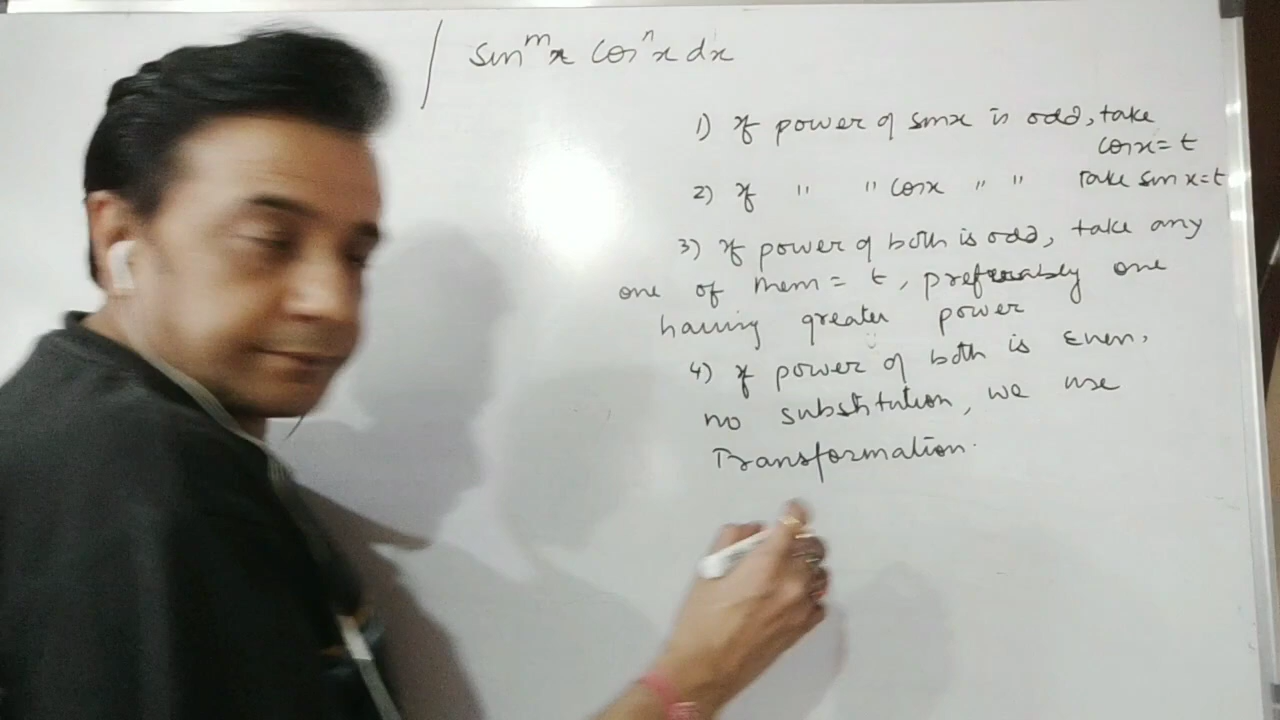 ∫ sin^m x cos^n x dx
1) If power of sinx is odd, take
cosx = t
2) If " " cosx " " Take sin x = t
3) If power of both is odd, take any
one of them = t, preferably one
having greater power
4) If power of both is Even,
no substitution, we use
Transformation.